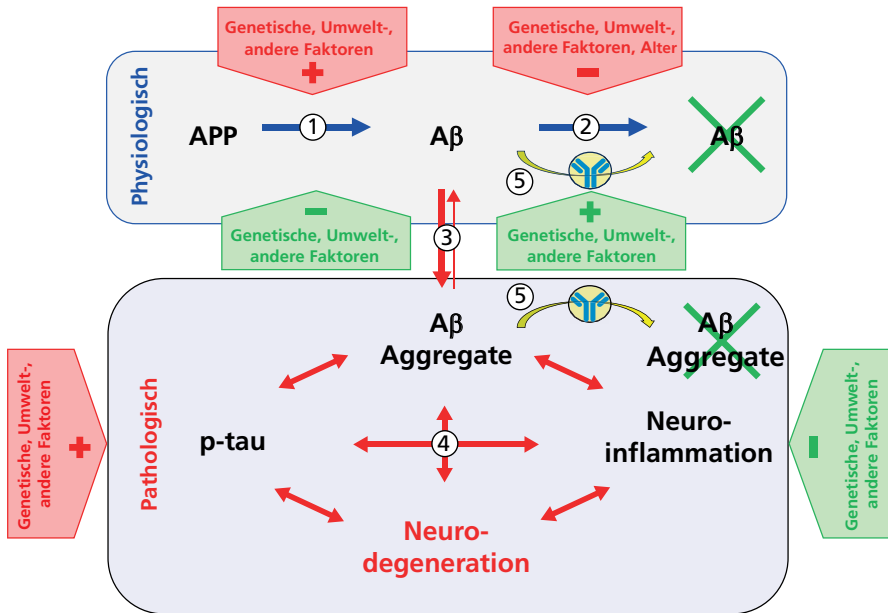 Genetische, Umwelt-,
andere Faktoren
+
Genetische, Umwelt-,
andere Faktoren, Alter
–
Physiologisch
APP
1
Aβ
2
Aβ
5
–
Genetische, Umwelt-,
andere Faktoren
3
+
Genetische, Umwelt-,
andere Faktoren
Pathologisch
5
Aβ
Aggregate
Aβ
Aggregate
Genetische, Umwelt-,
andere Faktoren
+
p-tau
4
Neuro-
inflammation
–
Genetische, Umwelt-,
andere Faktoren
Neuro-
degeneration